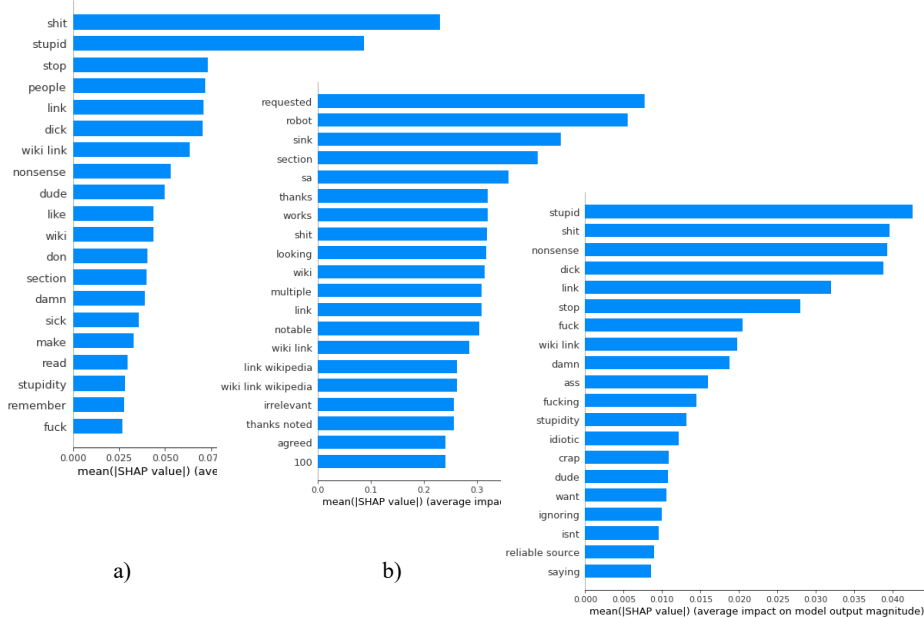 shit
stupid
stop
people
link
dick
wiki link
nonsense
dude
like
wiki
don
section
damn
sick
make
read
stupidity
remember
fuck
0.000 0.025 0.050 0.07
mean(|SHAP value|) (ave
a)
requested
robot
sink
section
sa
thanks
works
shit
looking
wiki
multiple
link
notable
wiki link
link wikipedia
wiki link wikipedia
irrelevant
thanks noted
agreed
100
0.0 0.1 0.2 0.3
mean(|SHAP value|) (average impac
b)
stupid
shit
nonsense
dick
link
stop
fuck
wiki link
damn
ass
fucking
stupidity
idiotic
crap
dude
want
ignoring
isnt
reliable source
saying
0.000 0.005 0.010 0.015 0.020 0.025 0.030 0.035 0.040
mean(|SHAP value|) (average impact on model output magnitude)